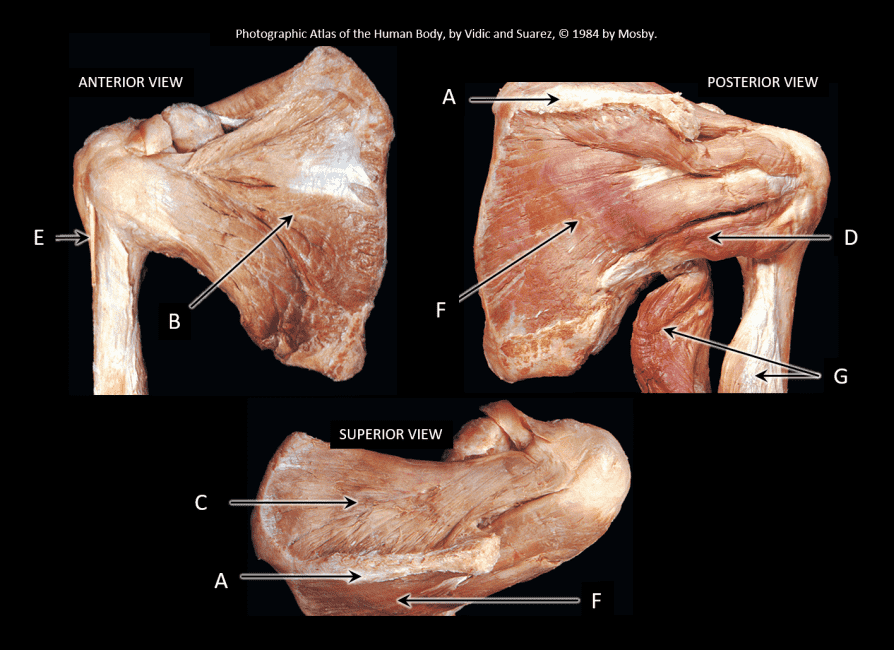 Photographic Atlas of the Human Body, by Vidic and Suarez, © 1984 by Mosby.
ANTERIOR VIEW
POSTERIOR VIEW
A
E
D
F
B
G
SUPERIOR VIEW
C
A
F